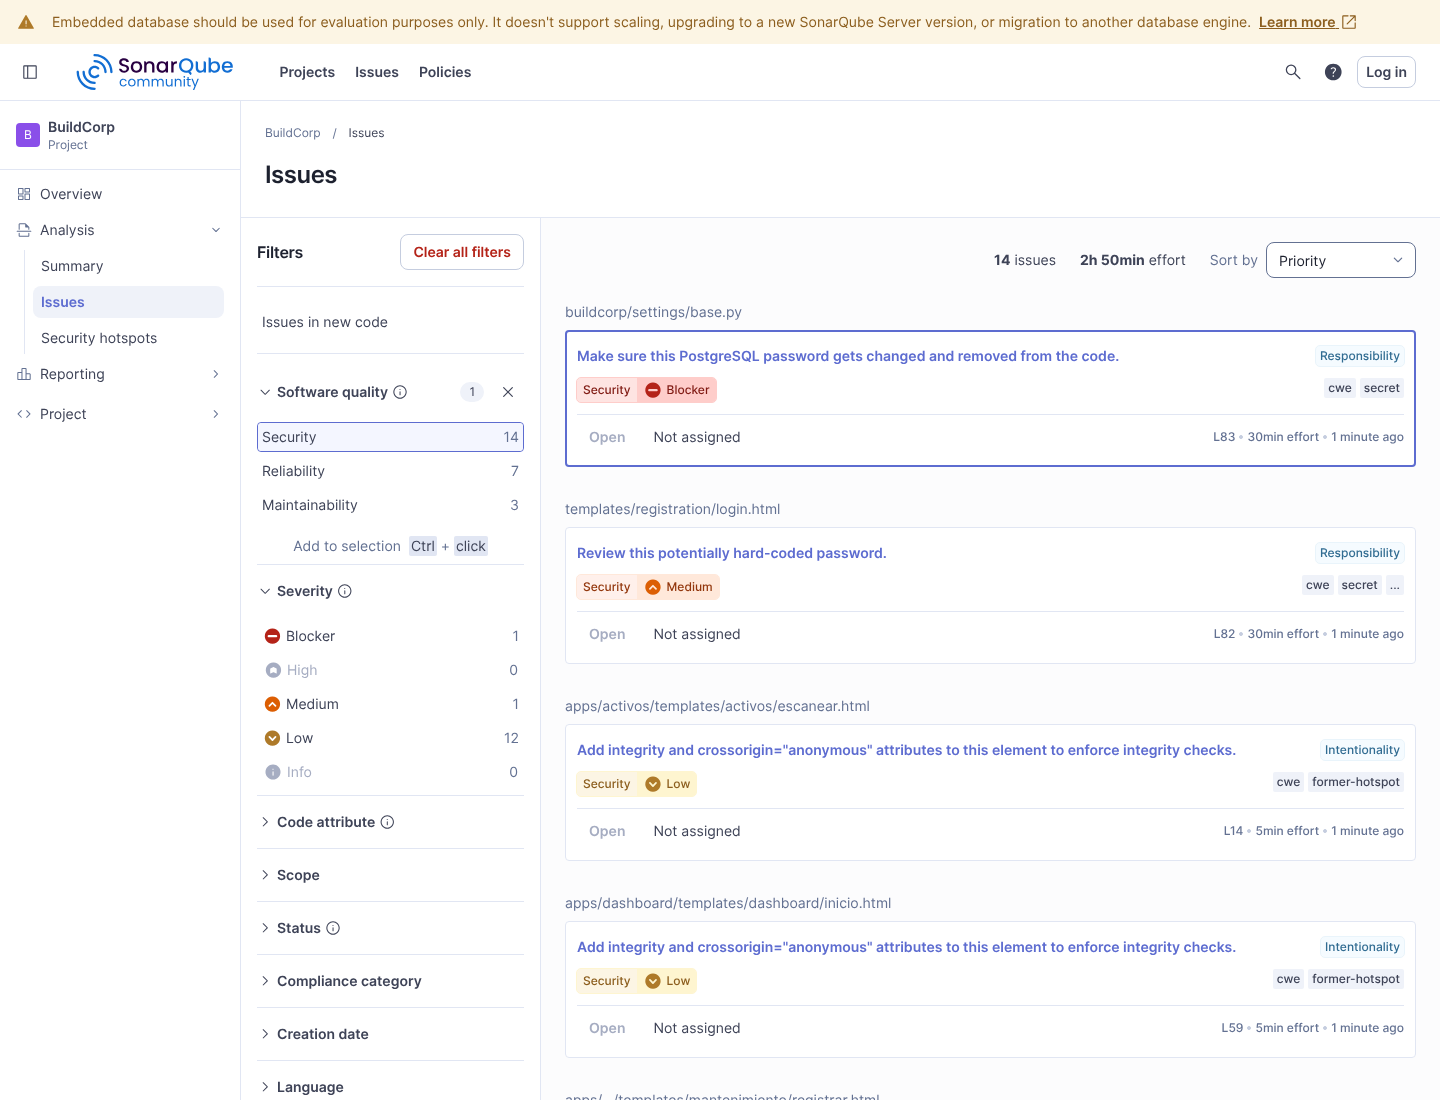 Embedded database should be used for evaluation purposes only. It doesn't support scaling, upgrading to a new SonarQube Server version, or migration to another database engine. Learn more
SonarQube community
Projects Issues Policies
? Log in
B BuildCorp
Project
Overview
Analysis
Summary
Issues
Security hotspots
Reporting
Project
BuildCorp / Issues
Issues
Filters Clear all filters
Issues in new code
Software quality 1
Security 14
Reliability 7
Maintainability 3
Add to selection Ctrl + click
Severity
Blocker 1
High 0
Medium 1
Low 12
Info 0
Code attribute
Scope
Status
Compliance category
Creation date
Language
14 issues 2h 50min effort Sort by Priority
buildcorp/settings/base.py
Make sure this PostgreSQL password gets changed and removed from the code. Responsibility
Security Blocker cwe secret
Open Not assigned L83 • 30min effort • 1 minute ago
templates/registration/login.html
Review this potentially hard-coded password. Responsibility
Security Medium cwe secret ...
Open Not assigned L82 • 30min effort • 1 minute ago
apps/activos/templates/activos/escanear.html
Add integrity and crossorigin="anonymous" attributes to this element to enforce integrity checks. Intentionality
Security Low cwe former-hotspot
Open Not assigned L14 • 5min effort • 1 minute ago
apps/dashboard/templates/dashboard/inicio.html
Add integrity and crossorigin="anonymous" attributes to this element to enforce integrity checks. Intentionality
Security Low cwe former-hotspot
Open Not assigned L59 • 5min effort • 1 minute ago
apps/.../templates/mantenimiento/registrar.html